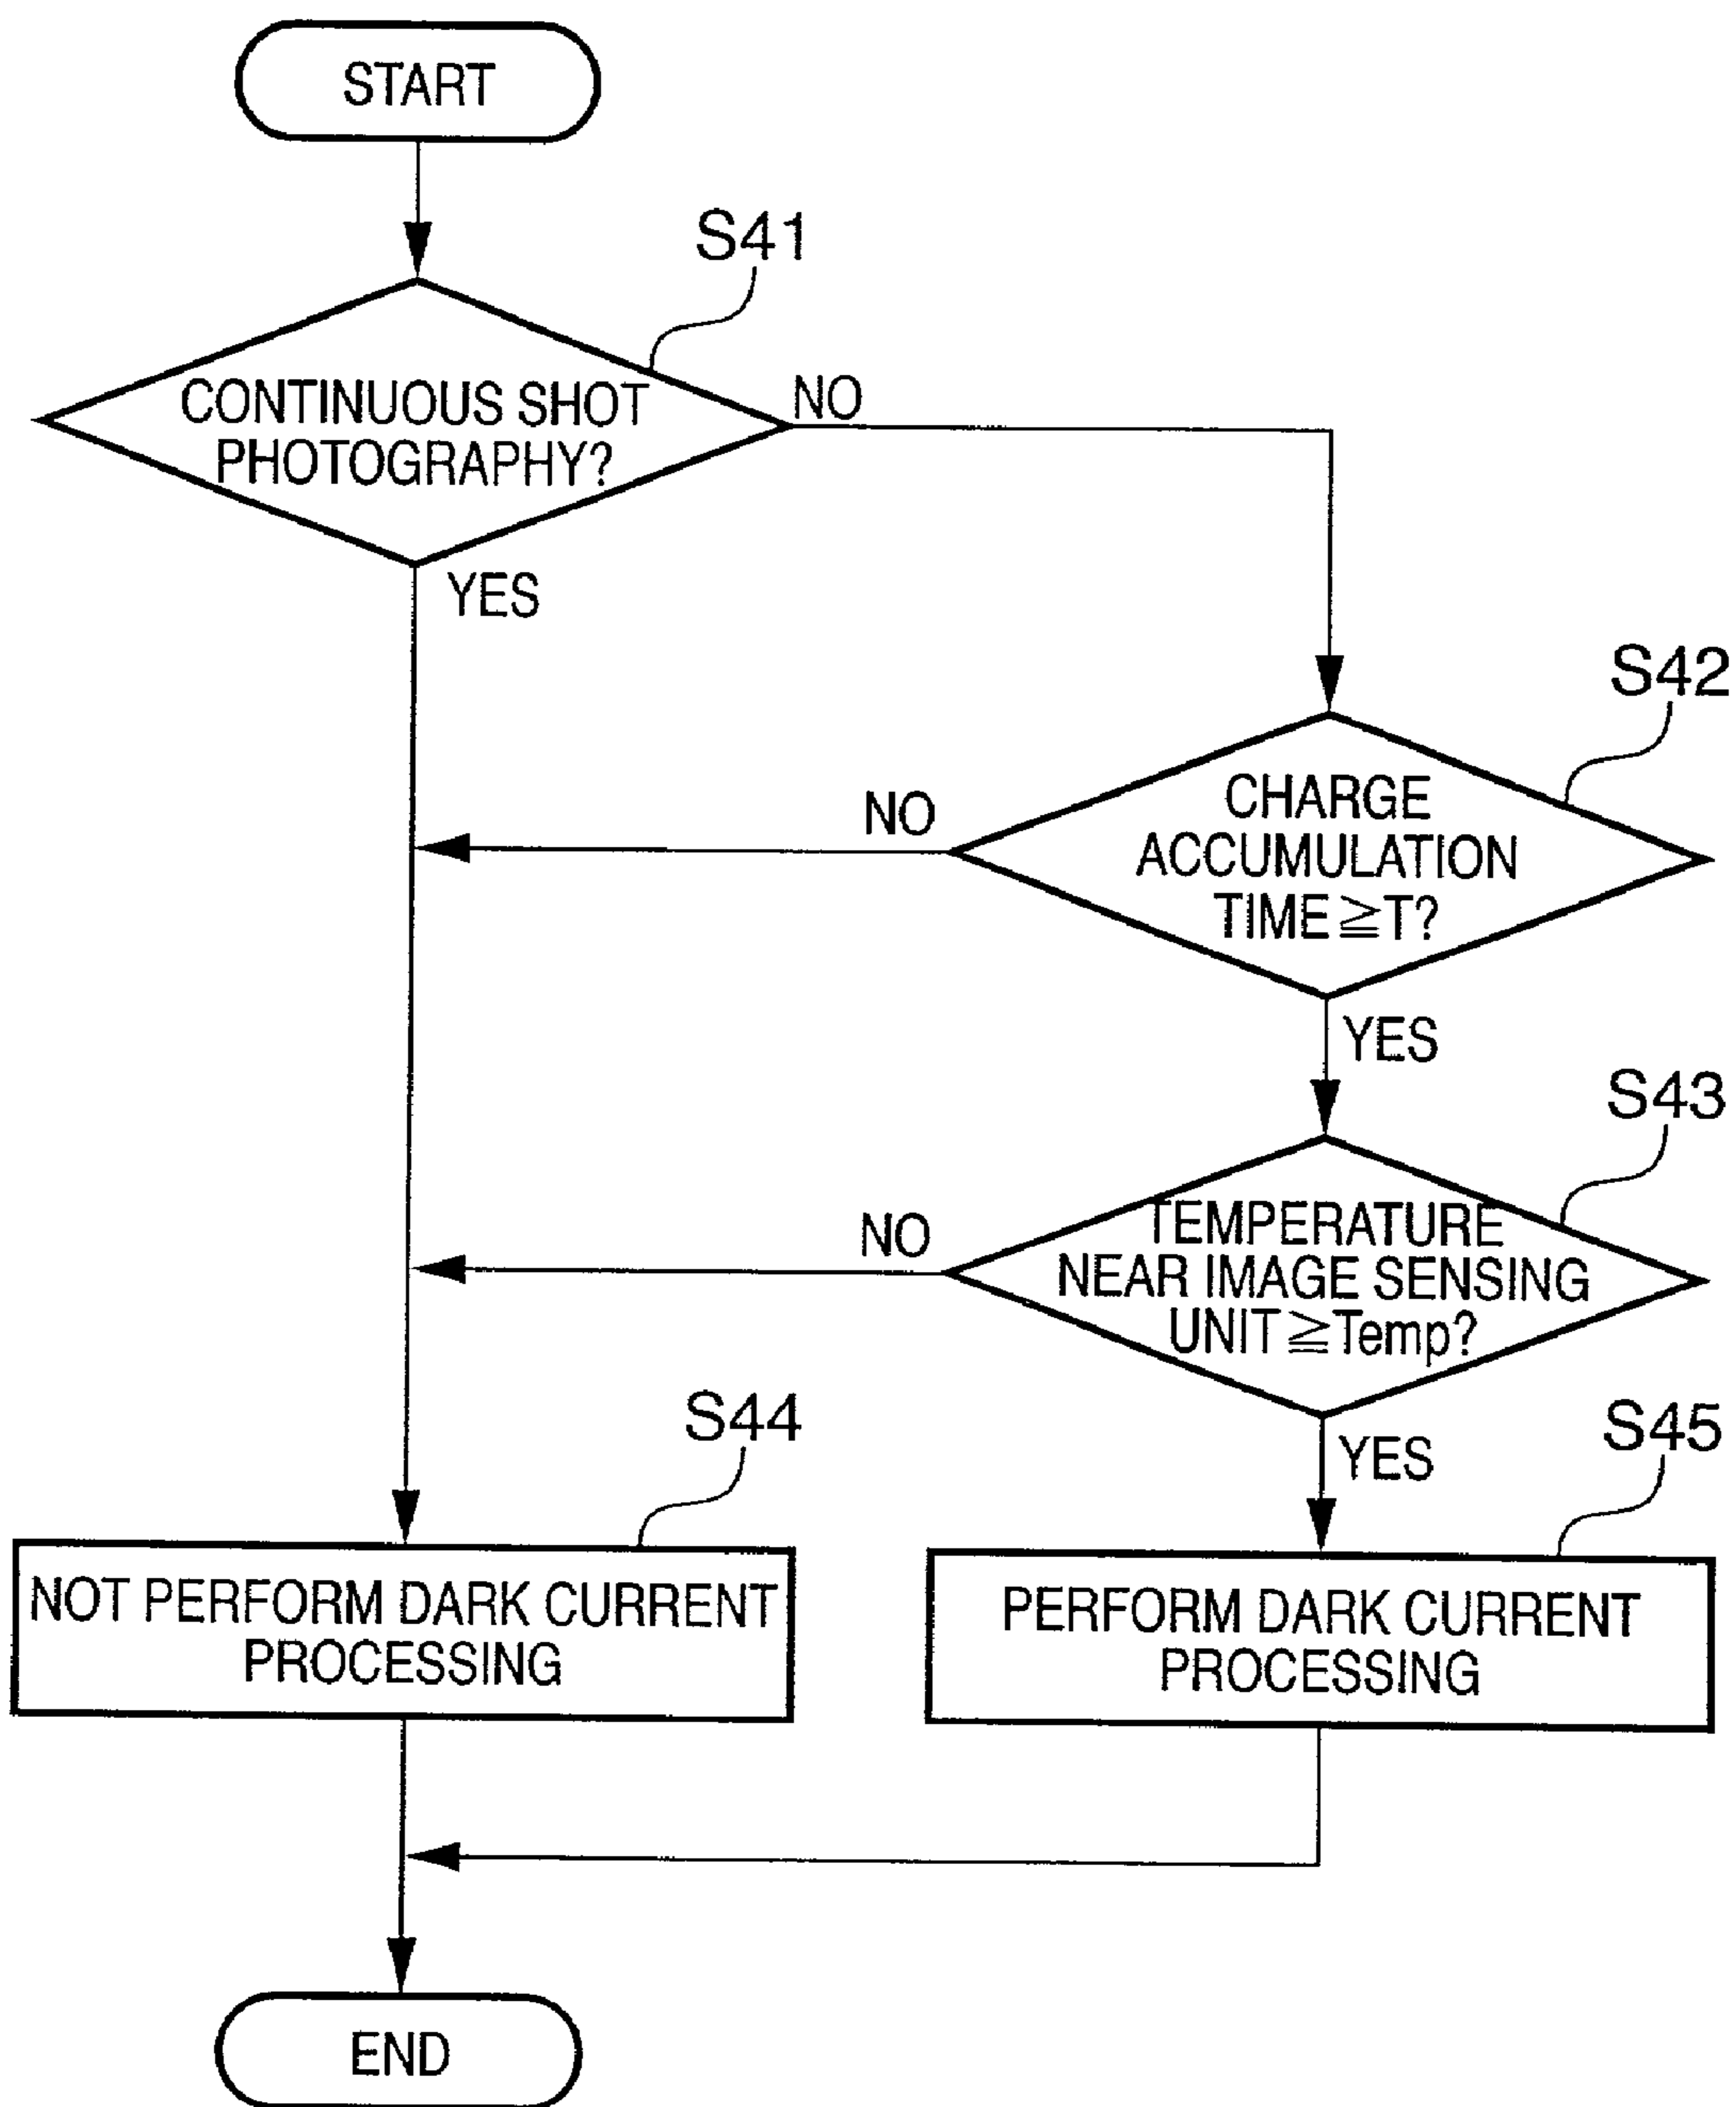 START
S41
CONTINUOUS SHOT
PHOTOGRAPHY?
NO
YES
S42
CHARGE
ACCUMULATION
TIME≧T?
NO
YES
S43
TEMPERATURE
NEAR IMAGE SENSING
UNIT≧Temp?
NO
YES
S44
NOT PERFORM DARK CURRENT
PROCESSING
S45
PERFORM DARK CURRENT
PROCESSING
END